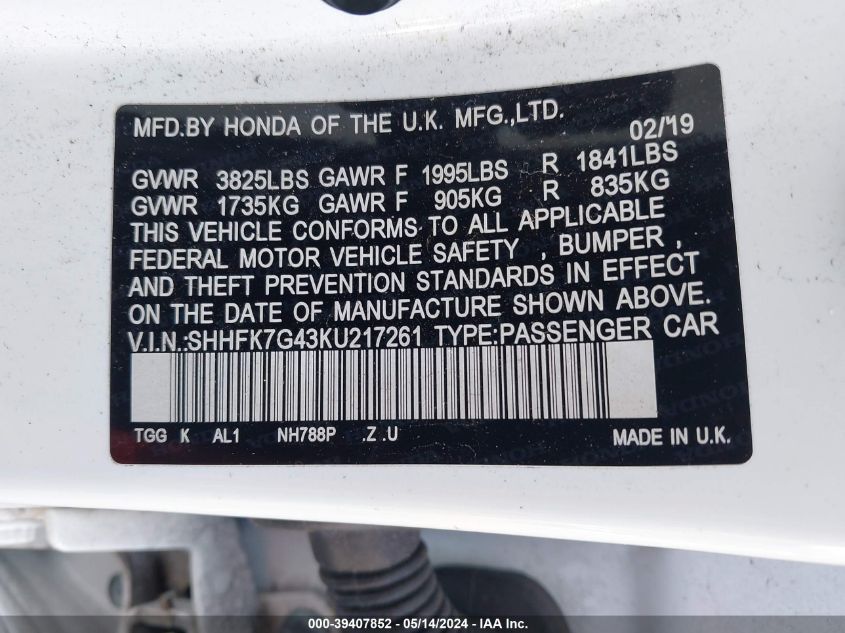 MFD.BY HONDA OF THE U.K. MFG.,LTD.
02/'19
GVWR 3825LBS GAWR F 1995LBS R 1841LBS
GVWR 1735KG GAWR F 905KG R 835KG
THIS VEHICLE CONFORMS TO ALL APPLICABLE
FEDERAL MOTOR VEHICLE SAFETY , BUMPER ,
AND THEFT PREVENTION STANDARDS IN EFFECT
ON THE DATE OF MANUFACTURE SHOWN ABOVE.
V.I.N.:SHHFK7G43KU217261 TYPE:PASSENGER CAR
TGG K AL1 NH788P .Z .U MADE IN U.K.
000-39407852 - 05/14/2024 - IAA Inc.